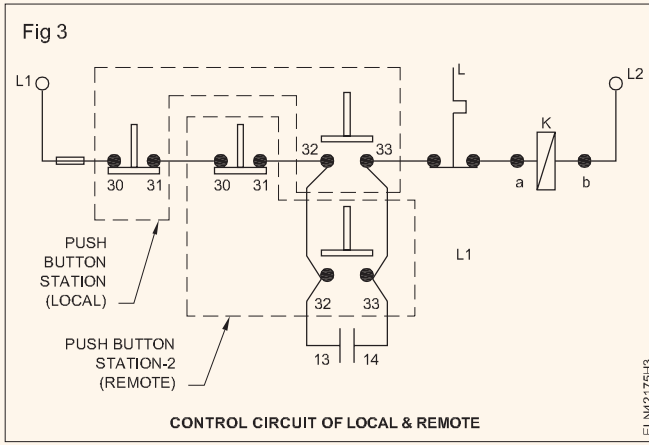 Fig 3
L1
L
L2
K
32
33
30
31
30
31
a
b
PUSH
BUTTON
STATION
(LOCAL)
L1
32
33
PUSH BUTTON
STATION-2
(REMOTE)
13
14
CONTROL CIRCUIT OF LOCAL & REMOTE
ELN42175H3